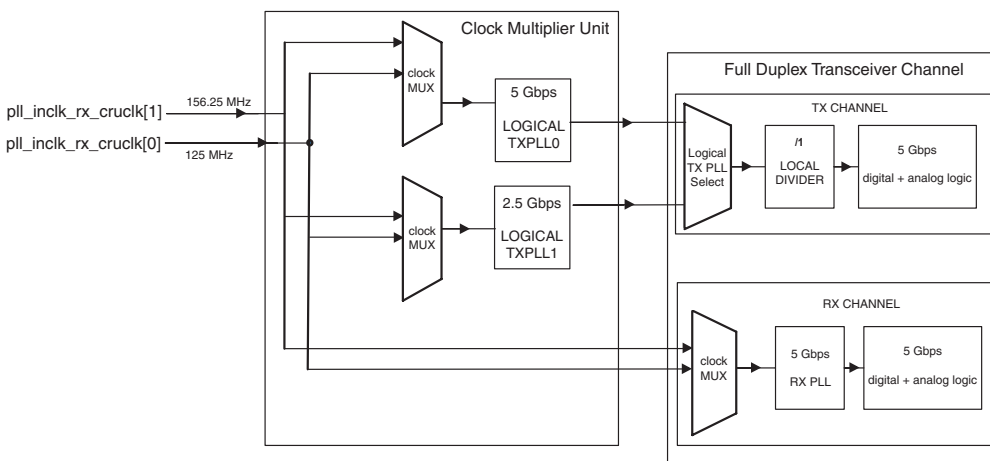 Clock Multiplier Unit
Full Duplex Transceiver Channel
pll_inclk_rx_cruclk[1]
156.25 MHz
pll_inclk_rx_cruclk[0]
125 MHz
clock
MUX
5 Gbps
LOGICAL
TXPLL0
clock
MUX
2.5 Gbps
LOGICAL
TXPLL1
TX CHANNEL
Logical
TX PLL
Select
/1
LOCAL
DIVIDER
5 Gbps
digital + analog logic
RX CHANNEL
clock
MUX
5 Gbps
RX PLL
5 Gbps
digital + analog logic